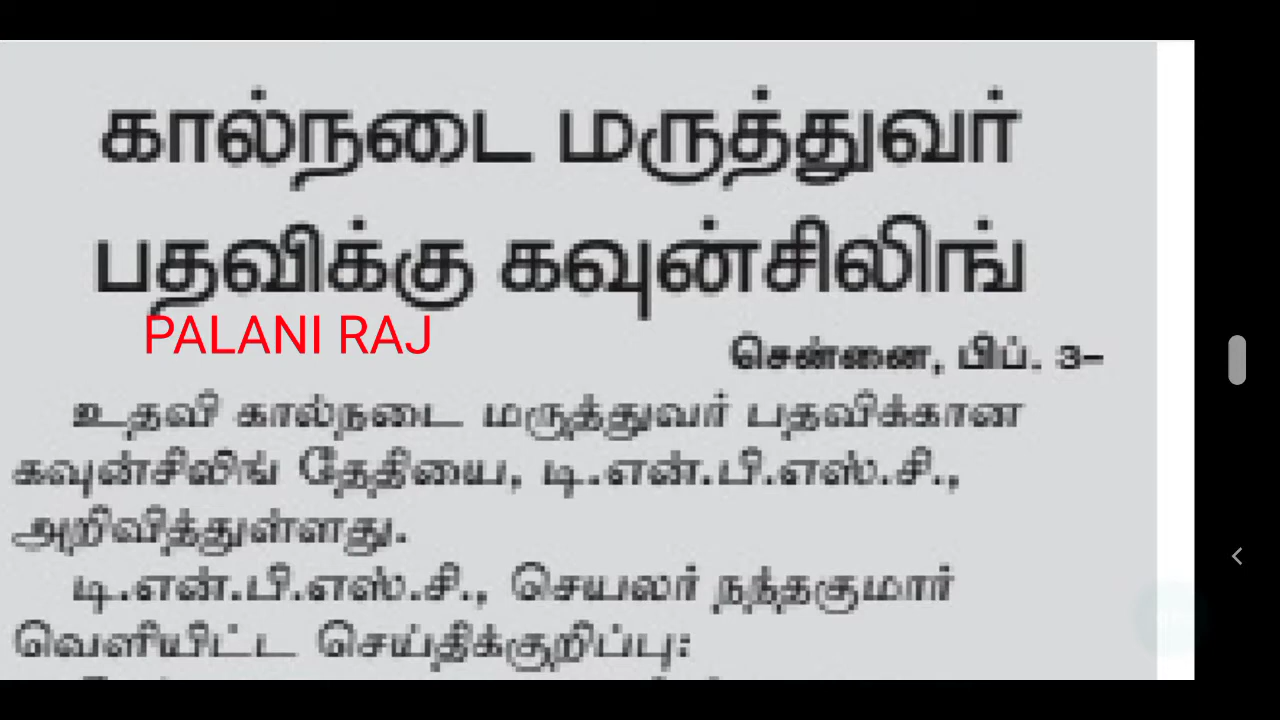 கால்நடை மருத்துவர்
பதவிக்கு கவுன்சிலிங்
PALANI RAJ
சென்னை, பிப். 3–
உதவி கால்நடை மருத்துவர் பதவிக்கான
கவுன்சிலிங் தேதியை, டி.என்.பி.எஸ்.சி.,
அறிவித்துள்ளது.
டி.என்.பி.எஸ்.சி., செயலர் நந்தகுமார்
வெளியிட்ட செய்திக்குறிப்பு: